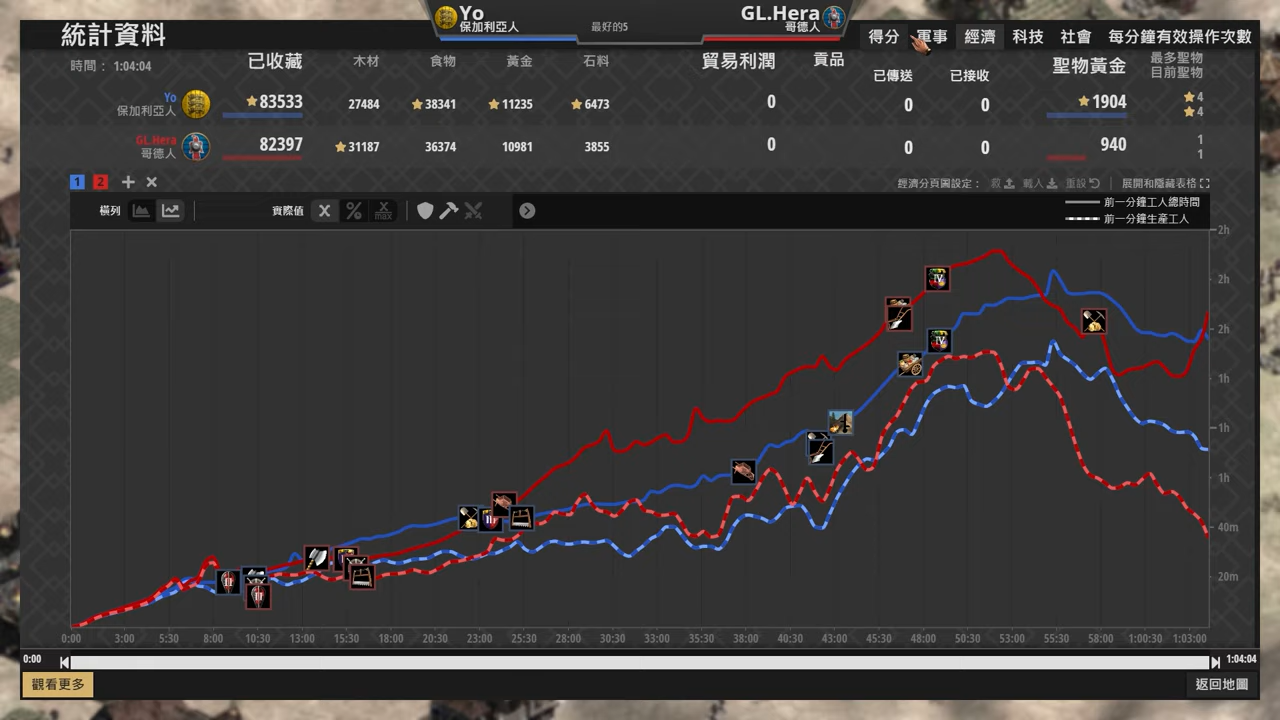 Yo
保加利亞人
最好的5
GL.Hera
哥德人
統計資料
得分 軍事 經濟 科技 社會 每分鐘有效操作次數
時間： 1:04:04
已收藏 木材 食物 黃金 石料 貿易利潤 貢品 已傳送 已接收 聖物黃金 最多聖物 目前聖物
Yo
保加利亞人
83533 27484 38341 11235 6473 0 0 0 1904 4 4
GL.Hera
哥德人
82397 31187 36374 10981 3855 0 0 0 940 1 1
1 2
經濟分頁圖設定： 載入 重設 展開和隱藏表格
橫列 實際值 X % X/max
前一分鐘工人總時間
前一分鐘生產工人
2h
2h
2h
1h
1h
1h
40m
20m
0:00 3:00 5:30 8:00 10:30 13:00 15:30 18:00 20:30 23:00 25:30 28:00 30:30 33:00 35:30 38:00 40:30 43:00 45:30 48:00 50:30 53:00 55:30 58:00 1:00:30 1:03:00
0:00 1:04:04
觀看更多 返回地圖